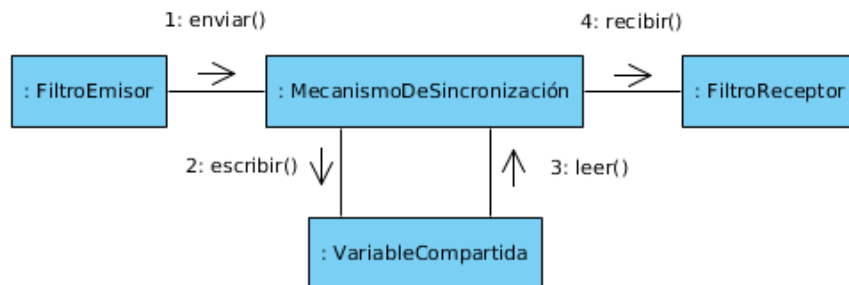 1: enviar()
4: recibir()
: FiltroEmisor
: MecanismoDeSincronización
: FiltroReceptor
2: escribir()
3: leer()
: VariableCompartida